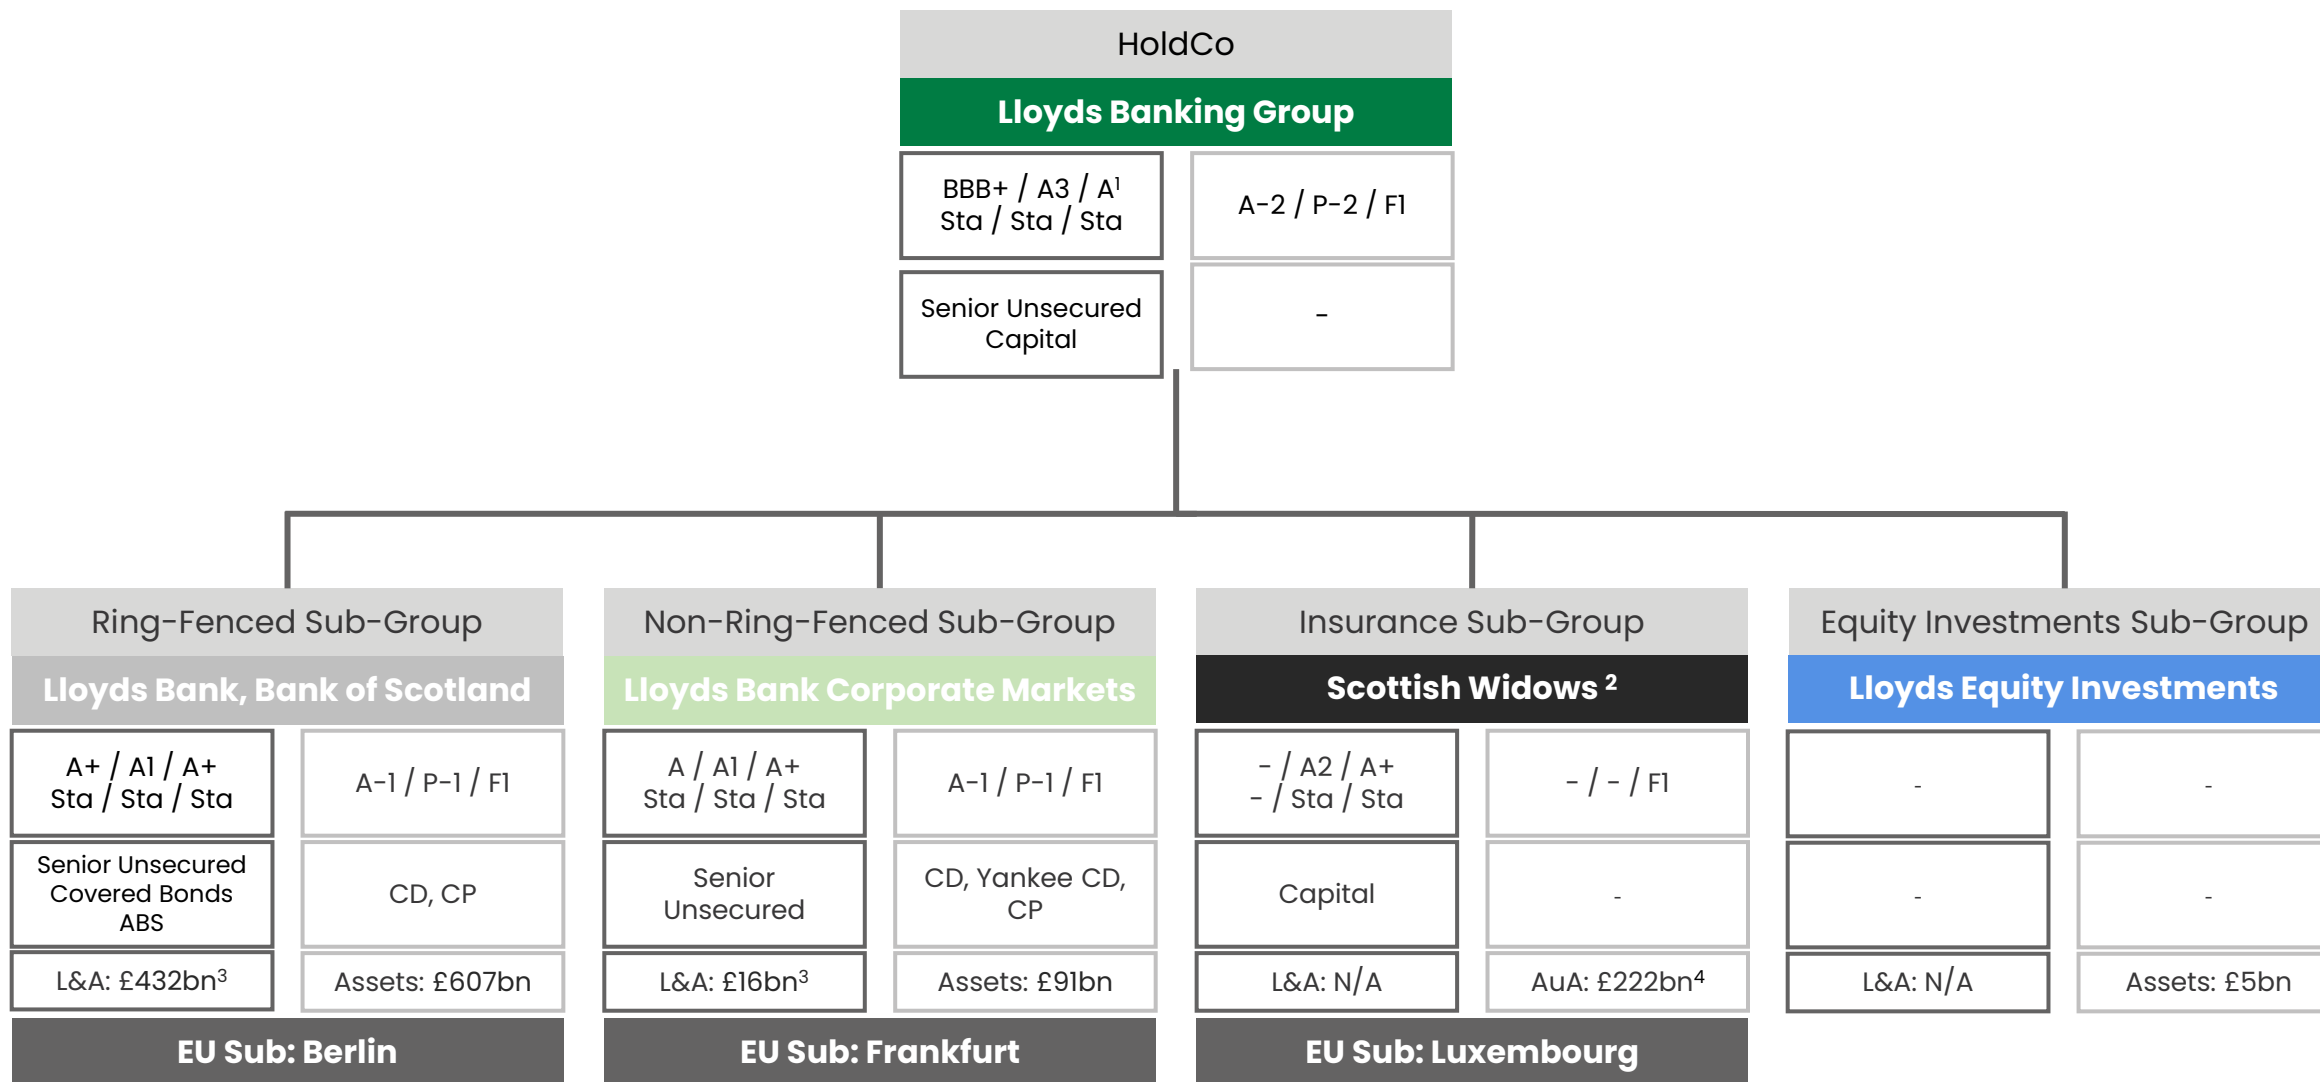 HoldCo
Lloyds Banking Group
BBB+ / A3 / A¹
Sta / Sta / Sta
A-2 / P-2 / F1
Senior Unsecured
Capital
-
Ring-Fenced Sub-Group
Lloyds Bank, Bank of Scotland
A+ / A1 / A+
Sta / Sta / Sta
A-1 / P-1 / F1
Senior Unsecured
Covered Bonds
ABS
CD, CP
L&A: £432bn³
Assets: £607bn
EU Sub: Berlin
Non-Ring-Fenced Sub-Group
Lloyds Bank Corporate Markets
A / A1 / A+
Sta / Sta / Sta
A-1 / P-1 / F1
Senior
Unsecured
CD, Yankee CD,
CP
L&A: £16bn³
Assets: £91bn
EU Sub: Frankfurt
Insurance Sub-Group
Scottish Widows ²
- / A2 / A+
- / Sta / Sta
- / - / F1
Capital
-
L&A: N/A
AuA: £222bn⁴
EU Sub: Luxembourg
Equity Investments Sub-Group
Lloyds Equity Investments
-
-
-
-
L&A: N/A
Assets: £5bn